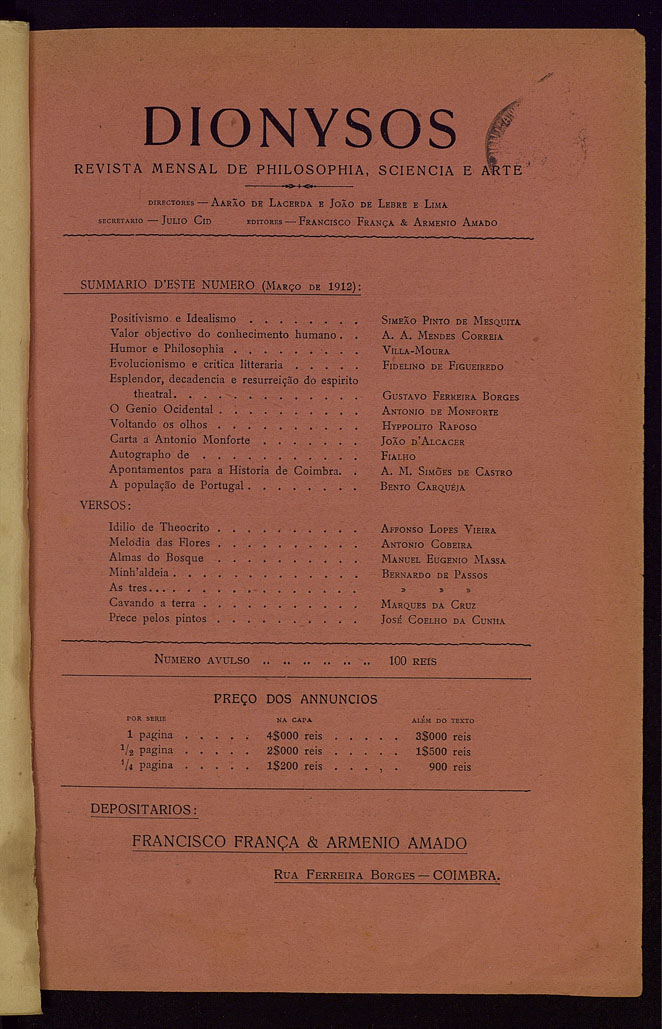 DIONYSOS
REVISTA MENSAL DE PHILOSOPHIA, SCIENCIA E ARTE
DIRECTORES — AARÃO DE LACERDA E JOÃO DE LEBRE E LIMA
SECRETARIO — JULIO CID EDITORES — FRANCISCO FRANÇA & ARMENIO AMADO
SUMMARIO D'ESTE NUMERO (MARÇO DE 1912):
Positivismo e Idealismo . . . . . . . . SIMEÃO PINTO DE MESQUITA
Valor objectivo do conhecimento humano . . A. A. MENDES CORREIA
Humor e Philosophia . . . . . . . . . VILLA-MOURA
Evolucionismo e critica litteraria . . . . . FIDELINO DE FIGUEIREDO
Esplendor, decadencia e resurreição do espirito
theatral. . . . . . . . . . . . . GUSTAVO FERREIRA BORGES
O Genio Ocidental . . . . . . . . . . ANTONIO DE MONFORTE
Voltando os olhos . . . . . . . . . . HYPPOLITO RAPOSO
Carta a Antonio Monforte . . . . . . . JOÃO D'ALCACER
Autographo de . . . . . . . . . . . FIALHO
Apontamentos para a Historia de Coimbra. . A. M. SIMÕES DE CASTRO
A população de Portugal . . . . . . . . BENTO CARQUEJA
VERSOS:
Idilio de Theocrito . . . . . . . . . . AFFONSO LOPES VIEIRA
Melodia das Flores . . . . . . . . . . ANTONIO COBEIRA
Almas do Bosque . . . . . . . . . . MANUEL EUGENIO MASSA
Minh'aldeia . . . . . . . . . . . . . BERNARDO DE PASSOS
As tres... . . . . . . . . . . . . . » » »
Cavando a terra . . . . . . . . . . . MARQUES DA CRUZ
Prece pelos pintos . . . . . . . . . . JOSÉ COELHO DA CUNHA
NUMERO AVULSO .. .. .. .. .. .. .. 100 REIS
PREÇO DOS ANNUNCIOS
POR SERIE NA CAPA ALÉM DO TEXTO
1 pagina . . . . . 4$000 reis . . . . . 3$000 reis
1/2 pagina . . . . . 2$000 reis . . . . . 1$500 reis
1/4 pagina . . . . . 1$200 reis . . . . . 900 reis
DEPOSITARIOS:
FRANCISCO FRANÇA & ARMENIO AMADO
RUA FERREIRA BORGES — COIMBRA.